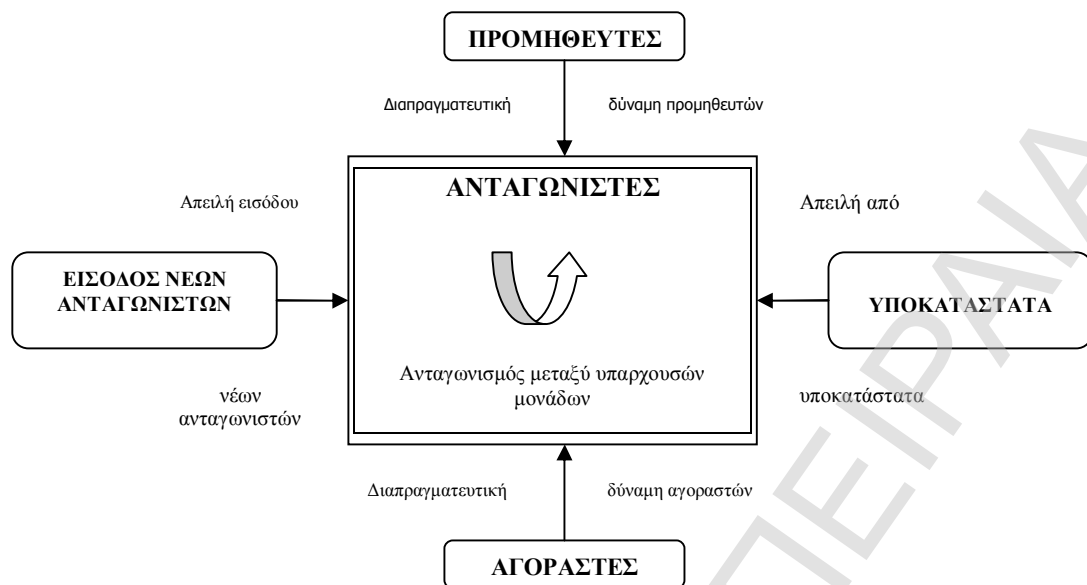 ΠΡΟΜΗΘΕΥΤΕΣ
Διαπραγματευτική δύναμη προμηθευτών
ΑΝΤΑΓΩΝΙΣΤΕΣ
Απειλή εισόδου
Απειλή από
ΕΙΣΟΔΟΣ ΝΕΩΝ
ΑΝΤΑΓΩΝΙΣΤΩΝ
ΥΠΟΚΑΤΑΣΤΑΤΑ
Ανταγωνισμός μεταξύ υπαρχουσών
μονάδων
νέων
ανταγωνιστών
υποκατάστατα
Διαπραγματευτική δύναμη αγοραστών
ΑΓΟΡΑΣΤΕΣ
ΠΕΙΡΑΙΑ